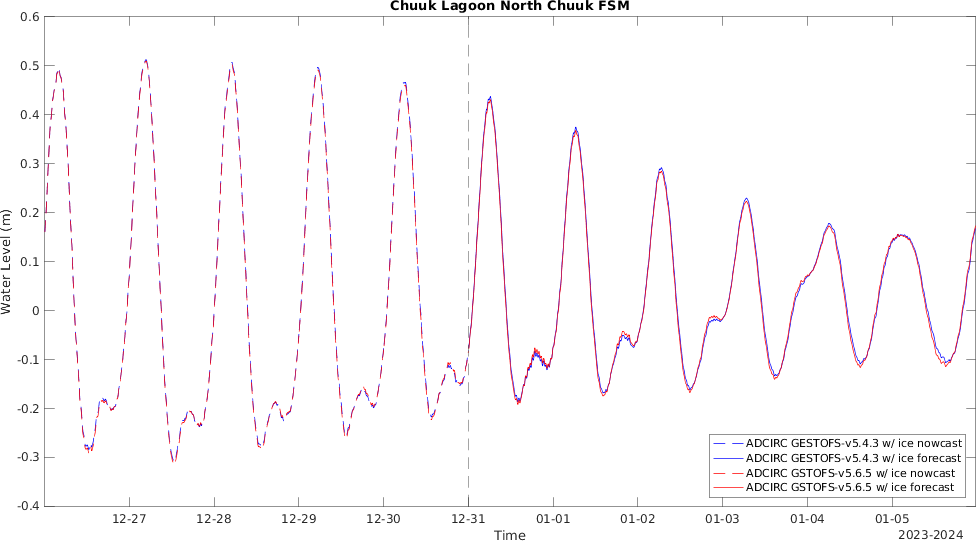 Chuuk Lagoon North Chuuk FSM
0.6
0.5
0.4
0.3
0.2
0.1
0
-0.1
-0.2
-0.3
-0.4
Water Level (m)
12-27 12-28 12-29 12-30 12-31 01-01 01-02 01-03 01-04 01-05
Time
2023-2024
ADCIRC GESTOFS-v5.4.3 w/ ice nowcast
ADCIRC GESTOFS-v5.4.3 w/ ice forecast
ADCIRC GSTOFS-v5.6.5 w/ ice nowcast
ADCIRC GSTOFS-v5.6.5 w/ ice forecast